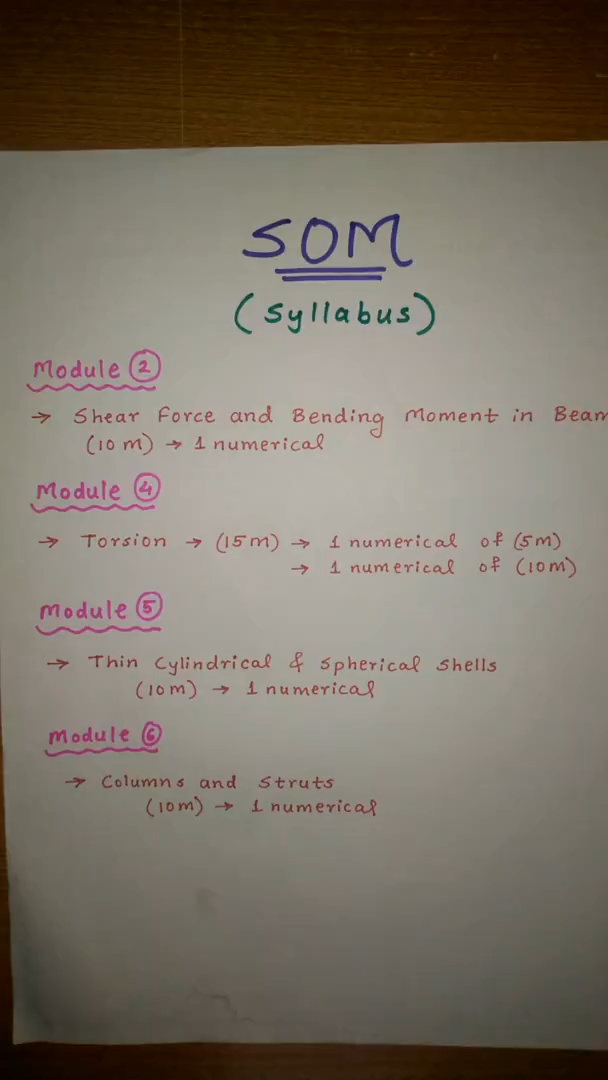 SOM
(Syllabus)
Module 2
→ Shear Force and Bending Moment in Beam
(10 m) → 1 numerical
Module 4
→ Torsion → (15m) → 1 numerical of (5m)
→ 1 numerical of (10m)
Module 5
→ Thin Cylindrical & Spherical Shells
(10m) → 1 numerical
Module 6
→ Columns and Struts
(10m) → 1 numerical